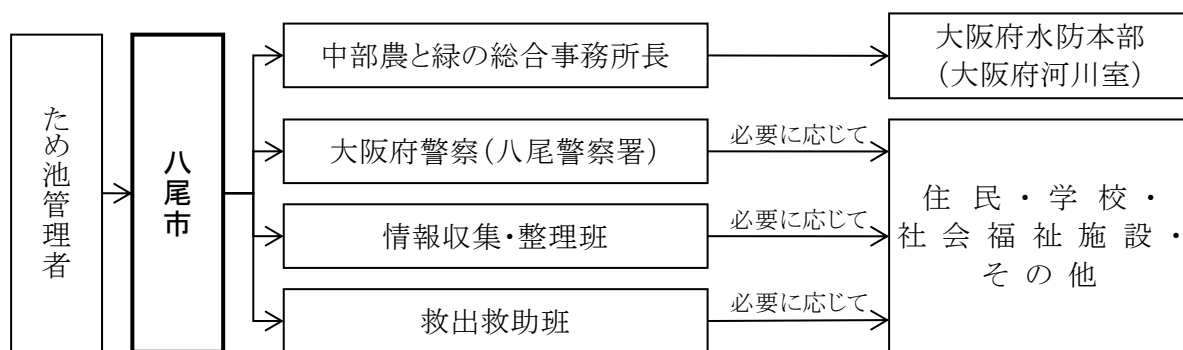 ため池管理者
八尾市
中部農と緑の総合事務所長
大阪府水防本部
(大阪府河川室)
大阪府警察(八尾警察署)
必要に応じて
情報収集・整理班
必要に応じて
救出救助班
必要に応じて
住民・学校・
社会福祉施設・
その他